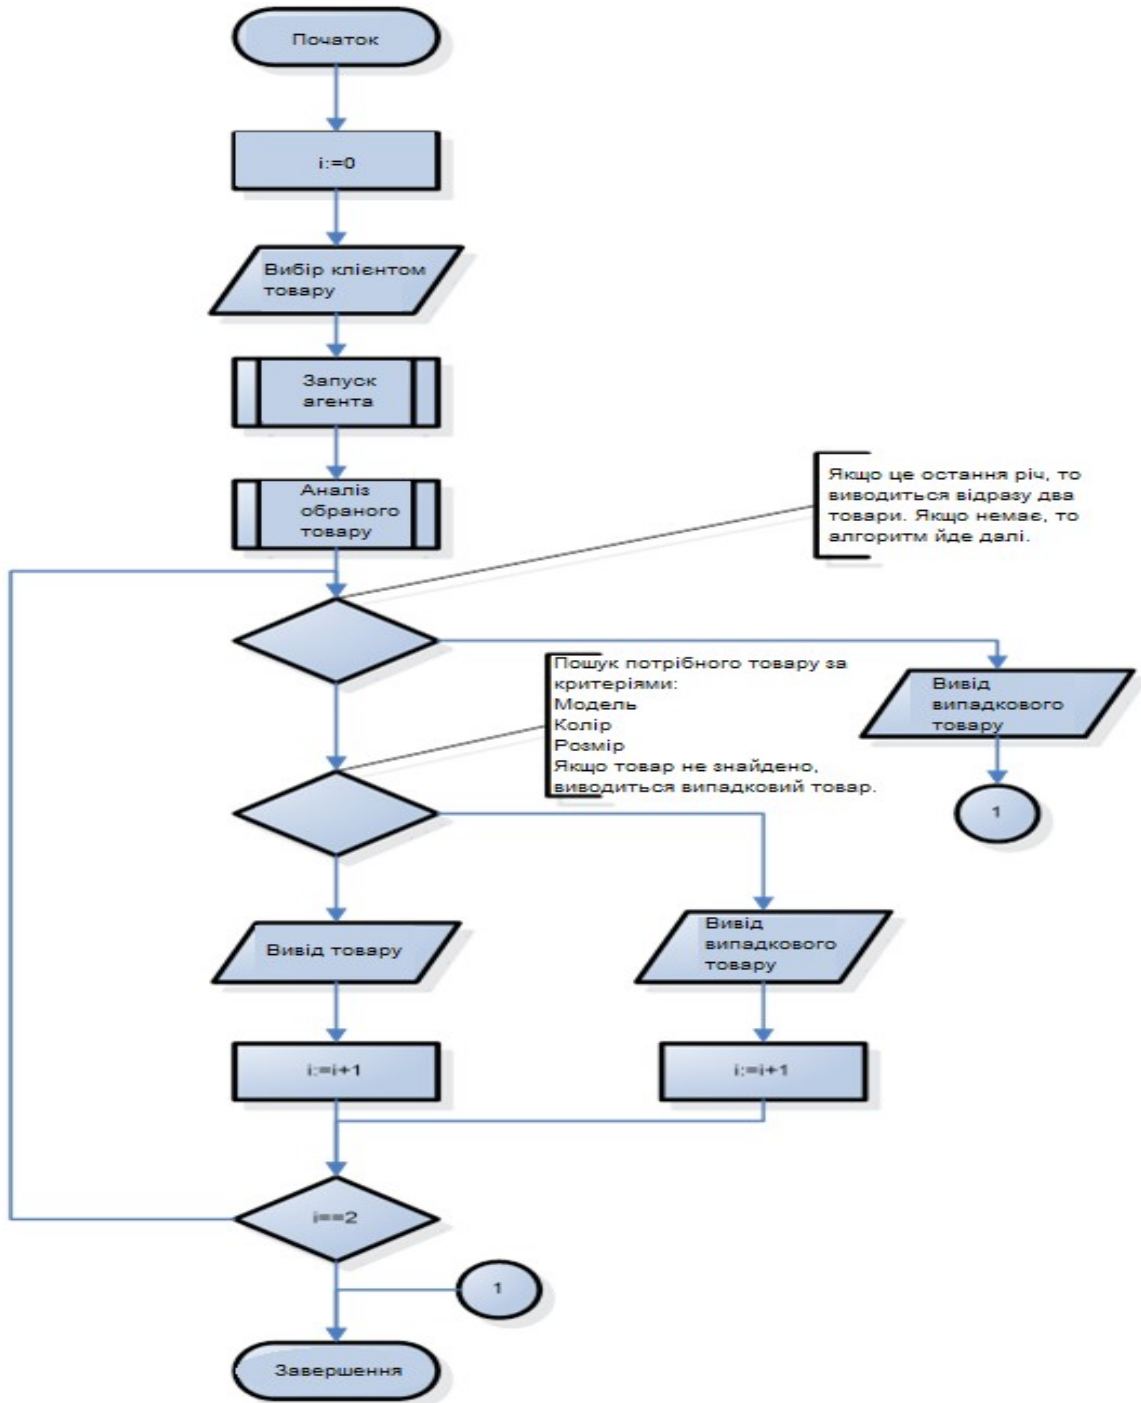 Початок
i:=0
Вибір клієнтом
товару
Запуск
агента
Аналіз
обраного
товару
Якщо це остання річ, то
виводиться відразу два
товари. Якщо немає, то
алгоритм йде далі.
Вивід
випадкового
товару
1
Пошук потрібного товару за
критеріями:
Модель
Колір
Розмір
Якщо товар не знайдено,
виводиться випадковий товар.
Вивід товару
Вивід
випадкового
товару
i:=i+1
i:=i+1
i==2
1
Завершення